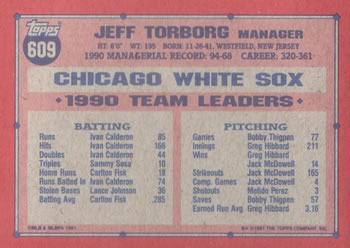 Topps
609
JEFF TORBORG MANAGER
HT: 6'0" WT: 195 BORN: 11-26-41, WESTFIELD, NEW JERSEY
1990 MANAGERIAL RECORD: 94-68 CAREER: 320-361
CHICAGO WHITE SOX
1990 TEAM LEADERS
BATTING
Runs Ivan Calderon 85
Hits Ivan Calderon 166
Doubles Ivan Calderon 44
Triples Sammy Sosa 10
Home Runs Carlton Fisk 18
Runs Batted In Ivan Calderon 74
Stolen Bases Lance Johnson 36
Batting Avg Carlton Fisk .285
PITCHING
Games Bobby Thigpen 77
Innings Greg Hibbard 211
Wins Greg Hibbard
Jack McDowell 14
Strikeouts Jack McDowell 165
Comp. Games Jack McDowell 4
Shutouts Melido Perez 3
Saves Bobby Thigpen 57
Earned Run Avg Greg Hibbard 3.16
©MLB & MLBPA 1991
©1991 THE TOPPS COMPANY, INC.